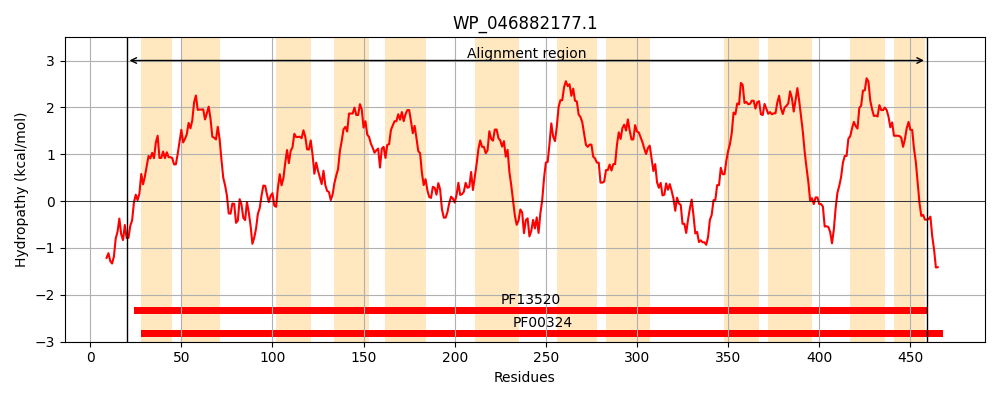 WP_046882177.1
Alignment region
3
2
1
0
−1
−2
−3
Hydropathy (kcal/mol)
PF13520
PF00324
0 50 100 150 200 250 300 350 400 450
Residues